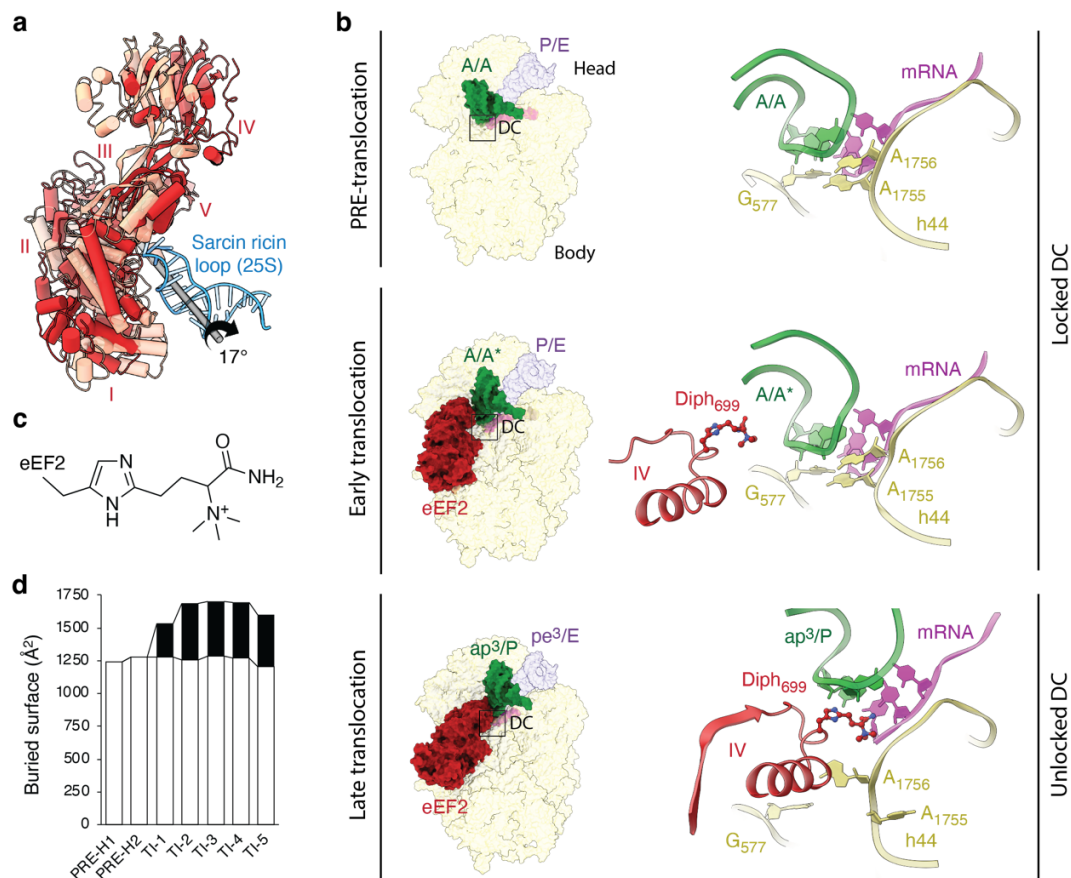 a
IV
III
V
II
Sarcin ricin
loop (25S)
17°
I
b
PRE-translocation
A/A
P/E
Head
DC
Body
A/A
mRNA
A1756
A1755
G577
h44
Locked DC
Early translocation
A/A*
P/E
DC
eEF2
Diph699
A/A*
mRNA
IV
A1756
A1755
G577
h44
c
eEF2
N
N
H
O
NH2
N+
d
Buried surface (Å2)
1750
1500
1250
1000
750
500
250
0
PRE-H1
PRE-H2
TI-1
TI-2
TI-3
TI-4
TI-5
Late translocation
ap3/P
pe3/E
DC
eEF2
ap3/P
mRNA
Diph699
IV
A1756
A1755
G577
h44
Unlocked DC